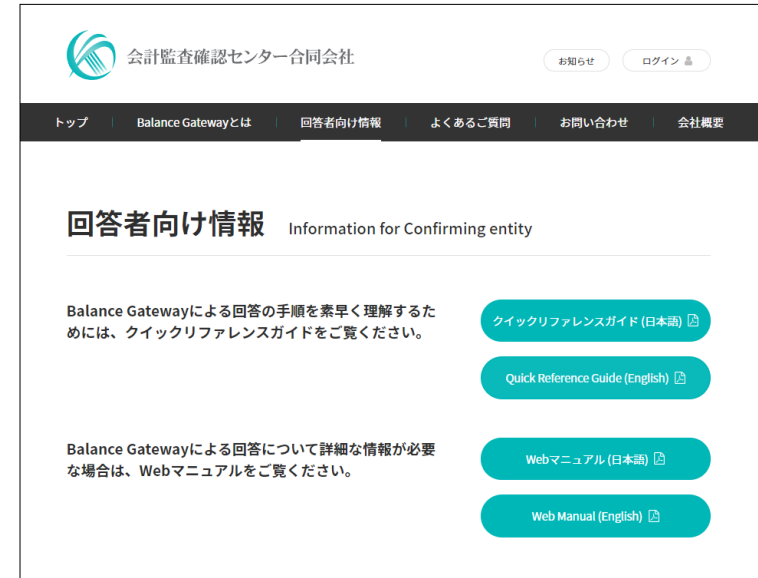 会計監査確認センター合同会社
お知らせ
ログイン
トップ
Balance Gatewayとは
回答者向け情報
よくあるご質問
お問い合わせ
会社概要
回答者向け情報 Information for Confirming entity
Balance Gatewayによる回答の手順を素早く理解するた
めには、クイックリファレンスガイドをご覧ください。
クイックリファレンスガイド (日本語)
Quick Reference Guide (English)
Balance Gatewayによる回答について詳細な情報が必要
な場合は、Webマニュアルをご覧ください。
Webマニュアル (日本語)
Web Manual (English)